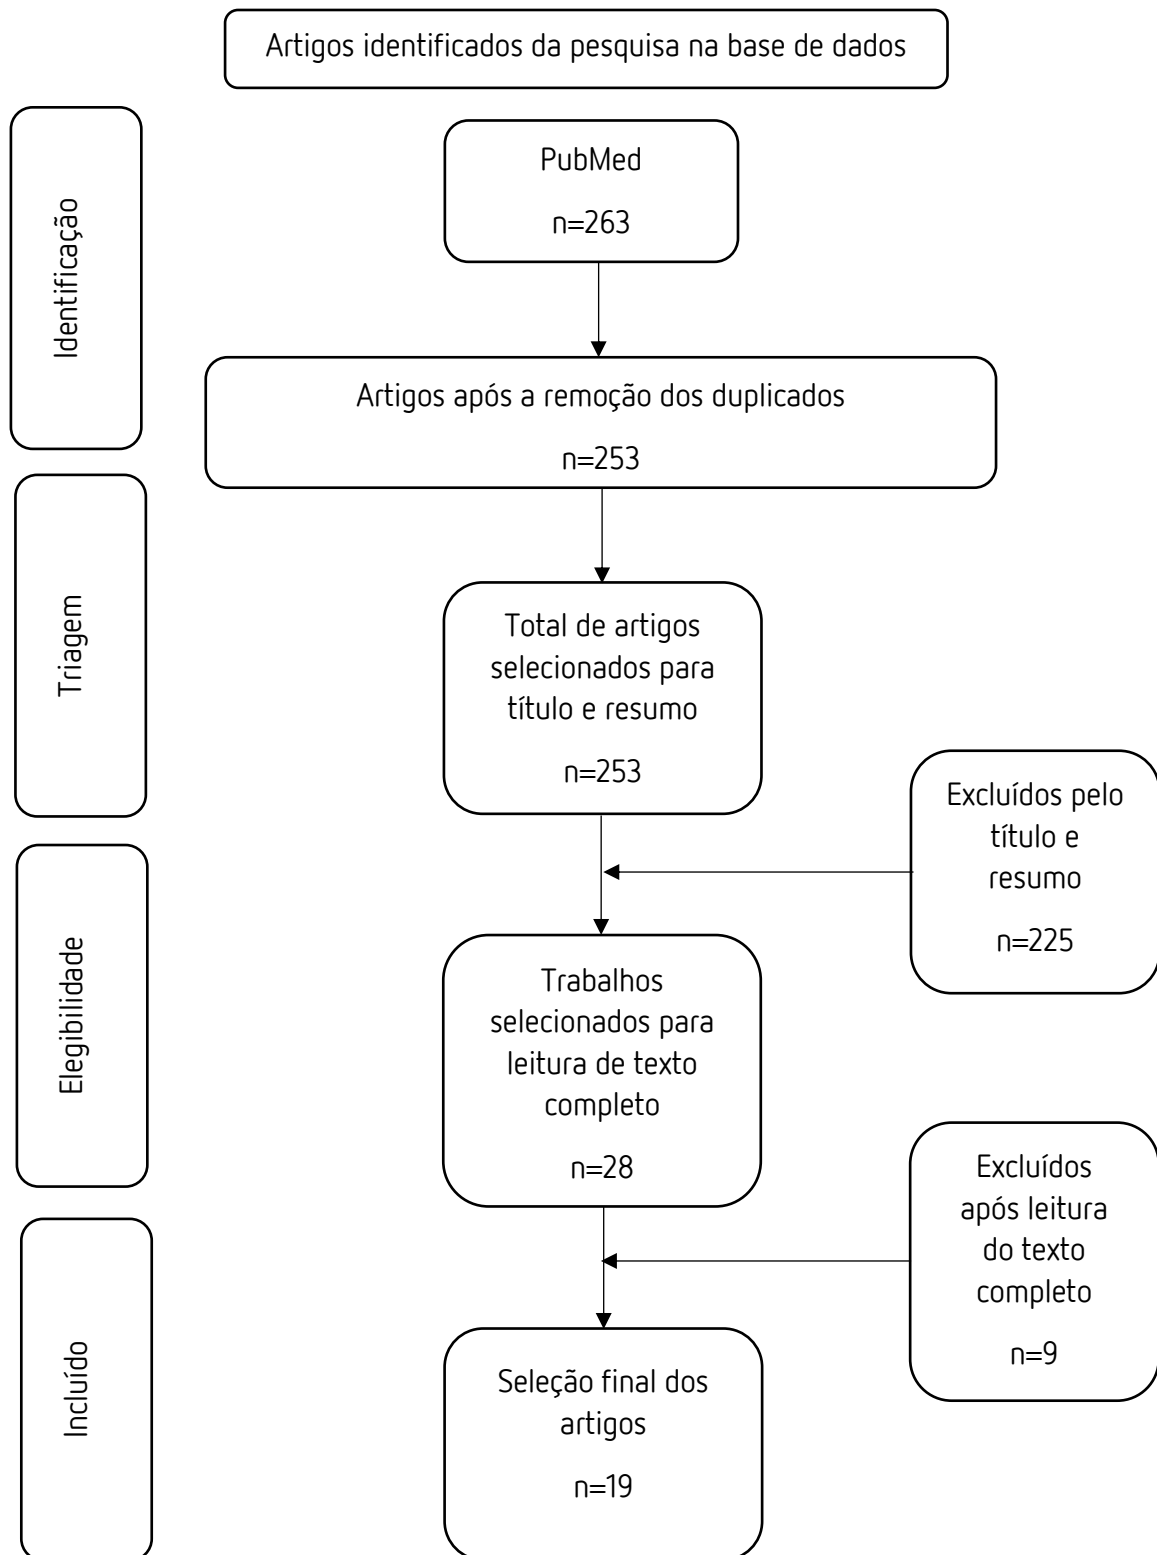 Artigos identificados da pesquisa na base de dados
Identificação
PubMed
n=263
Artigos após a remoção dos duplicados
n=253
Triagem
Total de artigos
selecionados para
título e resumo
n=253
Excluídos pelo
título e
resumo
n=225
Elegibilidade
Trabalhos
selecionados para
leitura de texto
completo
n=28
Excluídos
após leitura
do texto
completo
n=9
Incluído
Seleção final dos
artigos
n=19